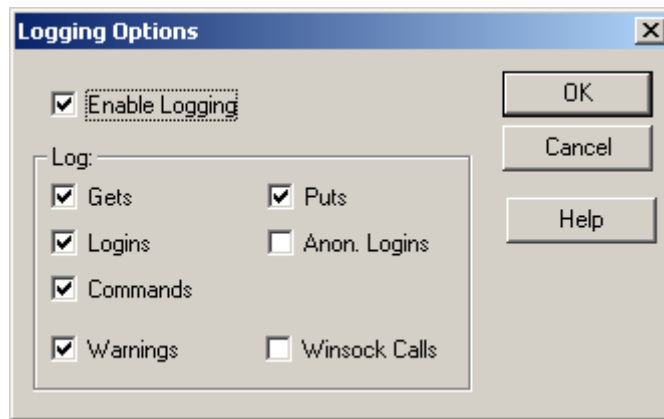 Logging Options
Enable Logging
OK
Cancel
Help
Log:
Gets
Puts
Logins
Anon. Logins
Commands
Warnings
Winsock Calls